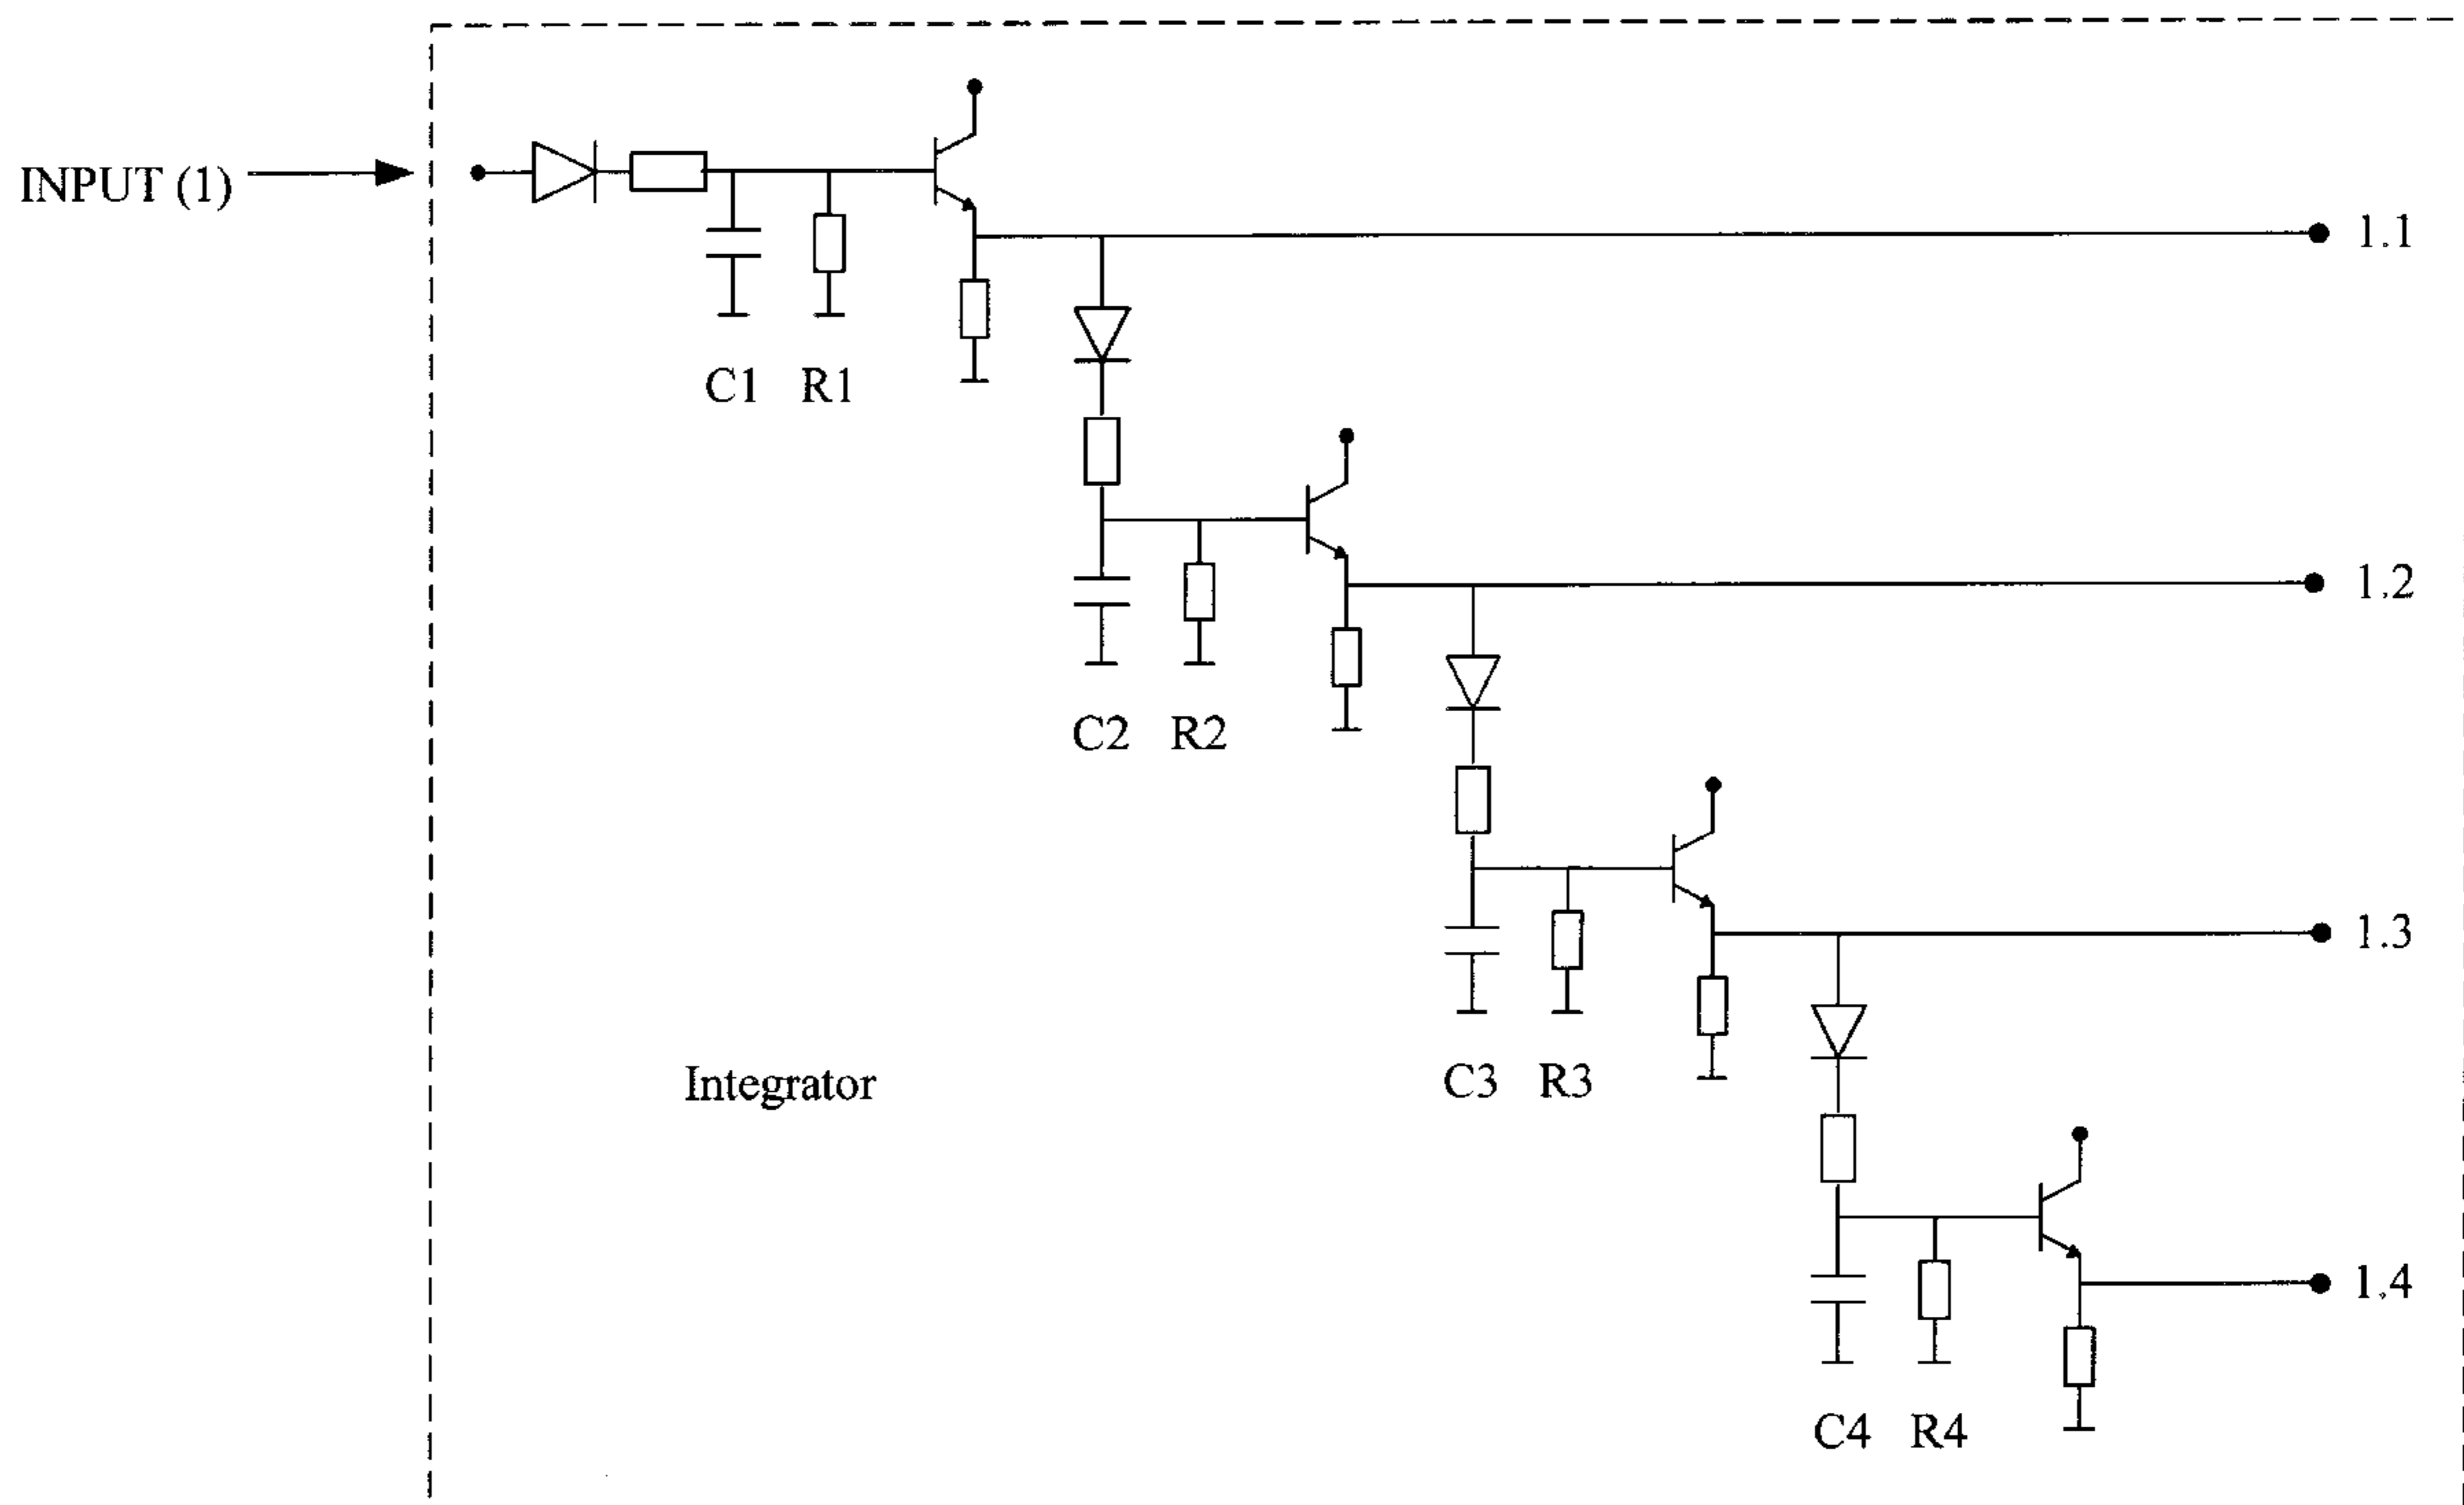 INPUT (1)
1.1
C1 R1
1.2
C2 R2
1.3
C3 R3
Integrator
1.4
C4 R4